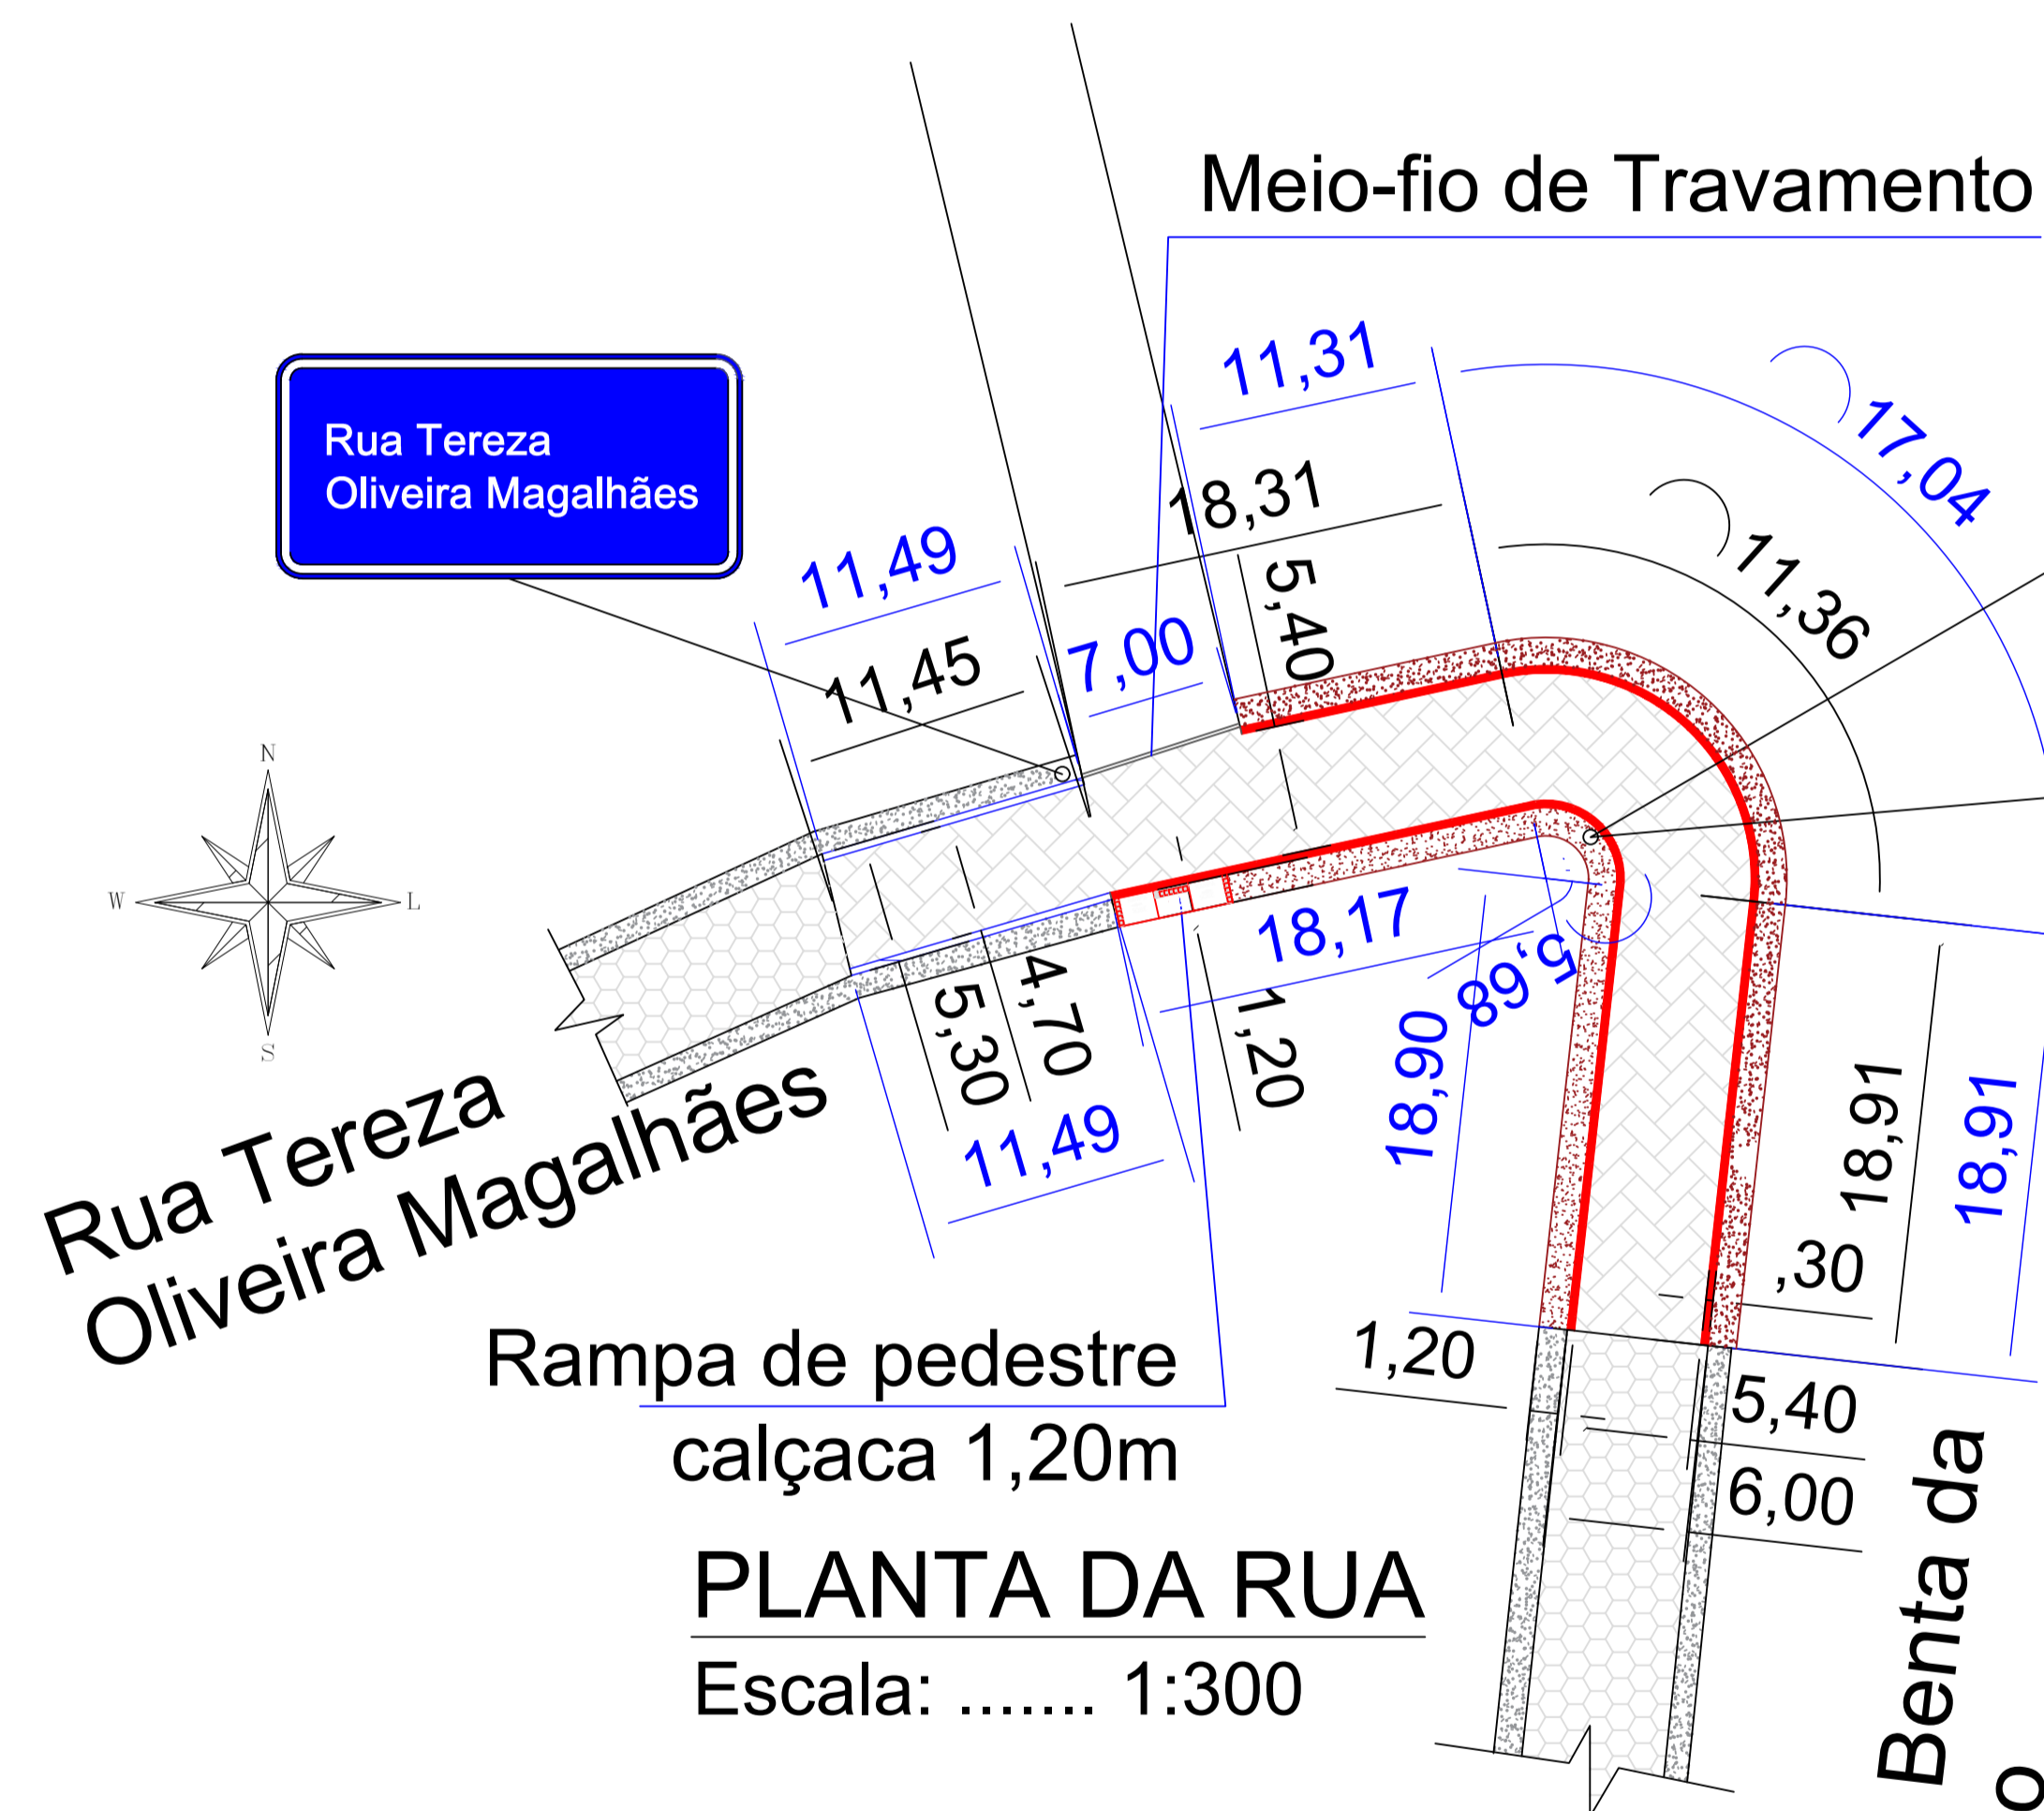 Meio-fio de Travamento
11,31
17,04
18,31
11,36
Rua Tereza
Oliveira Magalhães
11,49
5,40
7,00
11,45
N
W
L
S
18,17
5,68
4,70
5,30
1,20
18,90
11,49
18,91
18,91
,30
Rua Tereza
Oliveira Magalhães
Rampa de pedestre
calçaca 1,20m
1,20
5,40
6,00
PLANTA DA RUA
Escala: ....... 1:300
Benta da